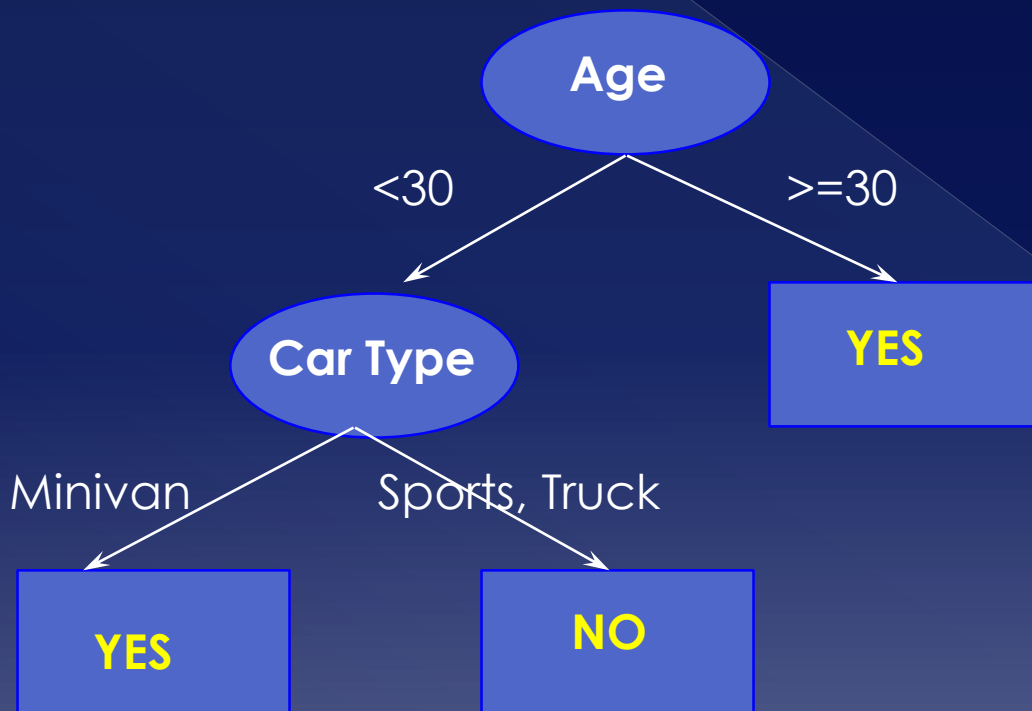 Age
<30
>=30
Car Type
YES
Minivan
Sports, Truck
YES
NO